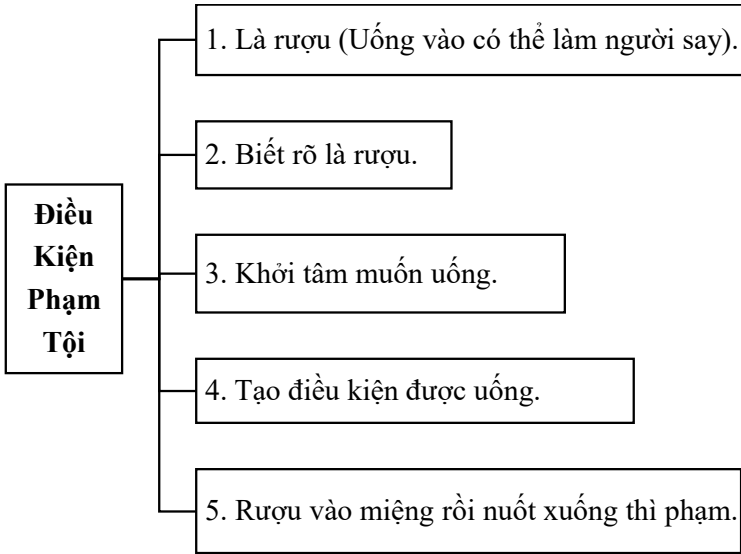 Điều
Kiện
Phạm
Tội
1. Là rượu (Uống vào có thể làm người say).
2. Biết rõ là rượu.
3. Khởi tâm muốn uống.
4. Tạo điều kiện được uống.
5. Rượu vào miệng rồi nuốt xuống thì phạm.